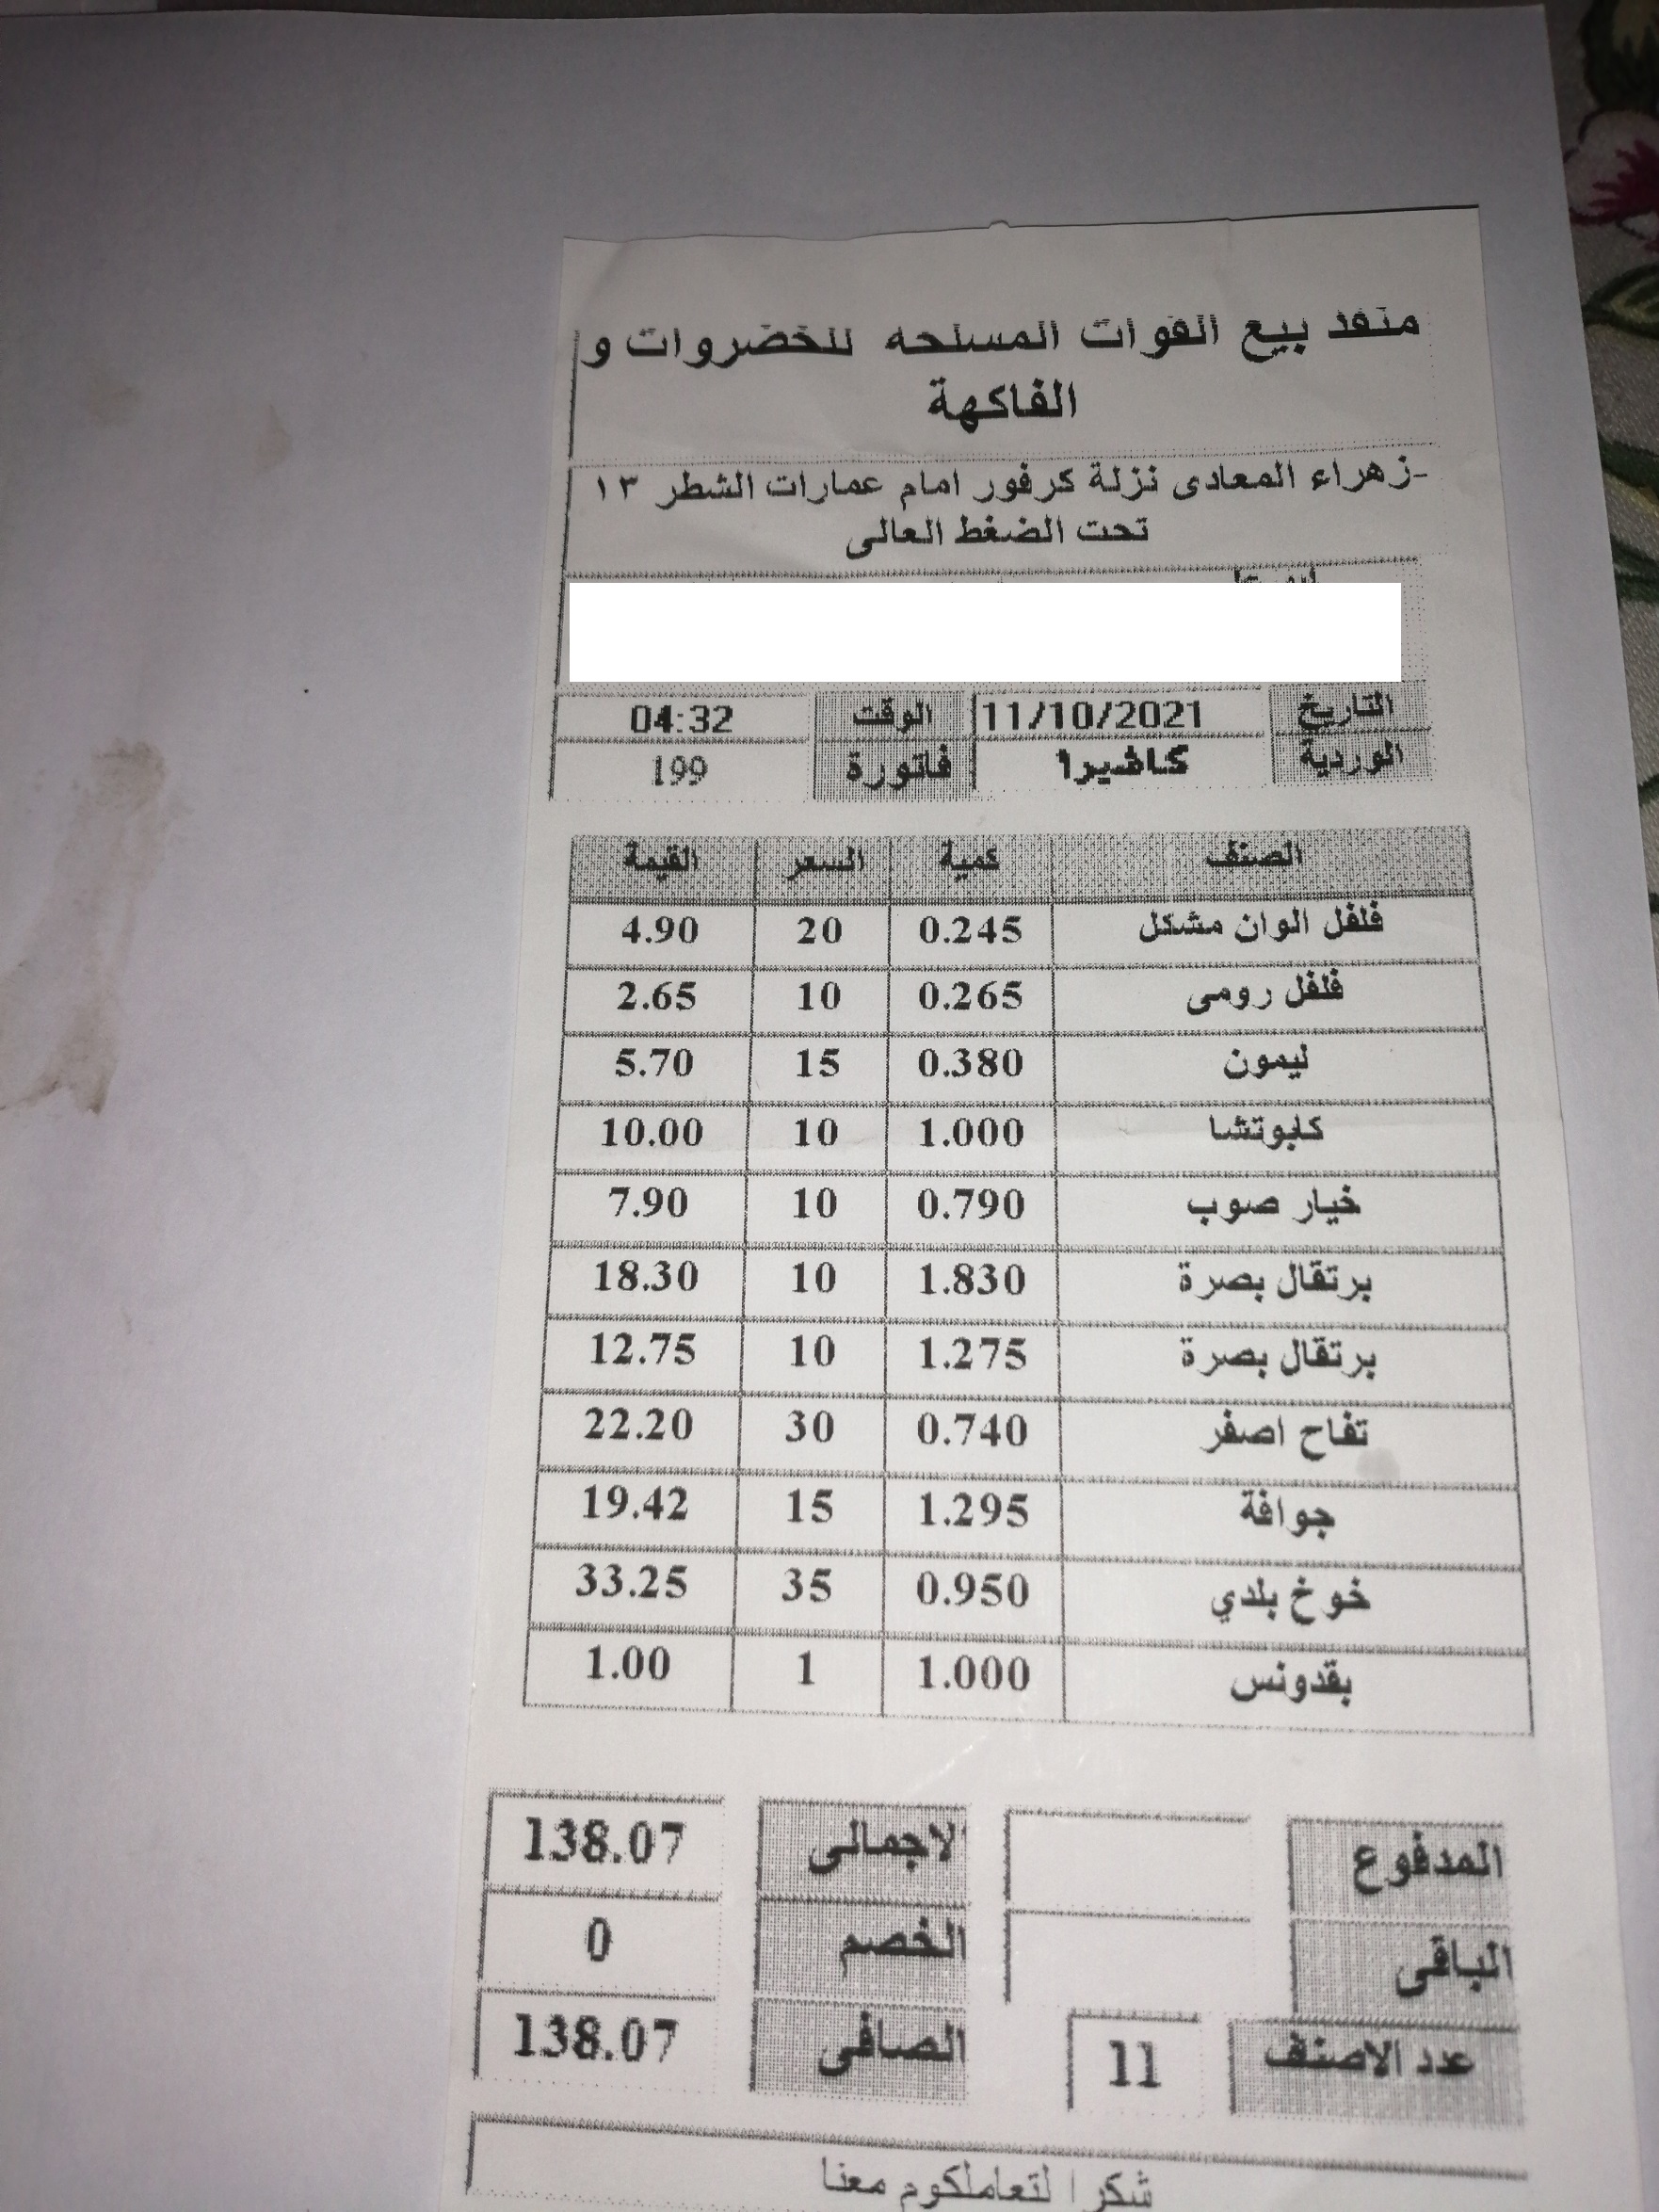 منفذ بيع القوات المسلحه للخضروات و
الفاكهة
-زهراء المعادى نزلة كرفور امام عمارات الشطر ١٣
تحت الضغط العالى
التاريخ 11/10/2021 الوقت 04:32
الوردية كاشير1 فاتورة 199
الصنف كمية السعر القيمة
فلفل الوان مشكل 0.245 20 4.90
فلفل رومى 0.265 10 2.65
ليمون 0.380 15 5.70
كابوتشا 1.000 10 10.00
خيار صوب 0.790 10 7.90
برتقال بصرة 1.830 10 18.30
برتقال بصرة 1.275 10 12.75
تفاح اصفر 0.740 30 22.20
جوافة 1.295 15 19.42
خوخ بلدي 0.950 35 33.25
بقدونس 1.000 1 1.00
المدفوع الاجمالى 138.07
الباقى الخصم 0
عدد الاصنف 11 الصافى 138.07
شكرا لتعاملكوم معنا